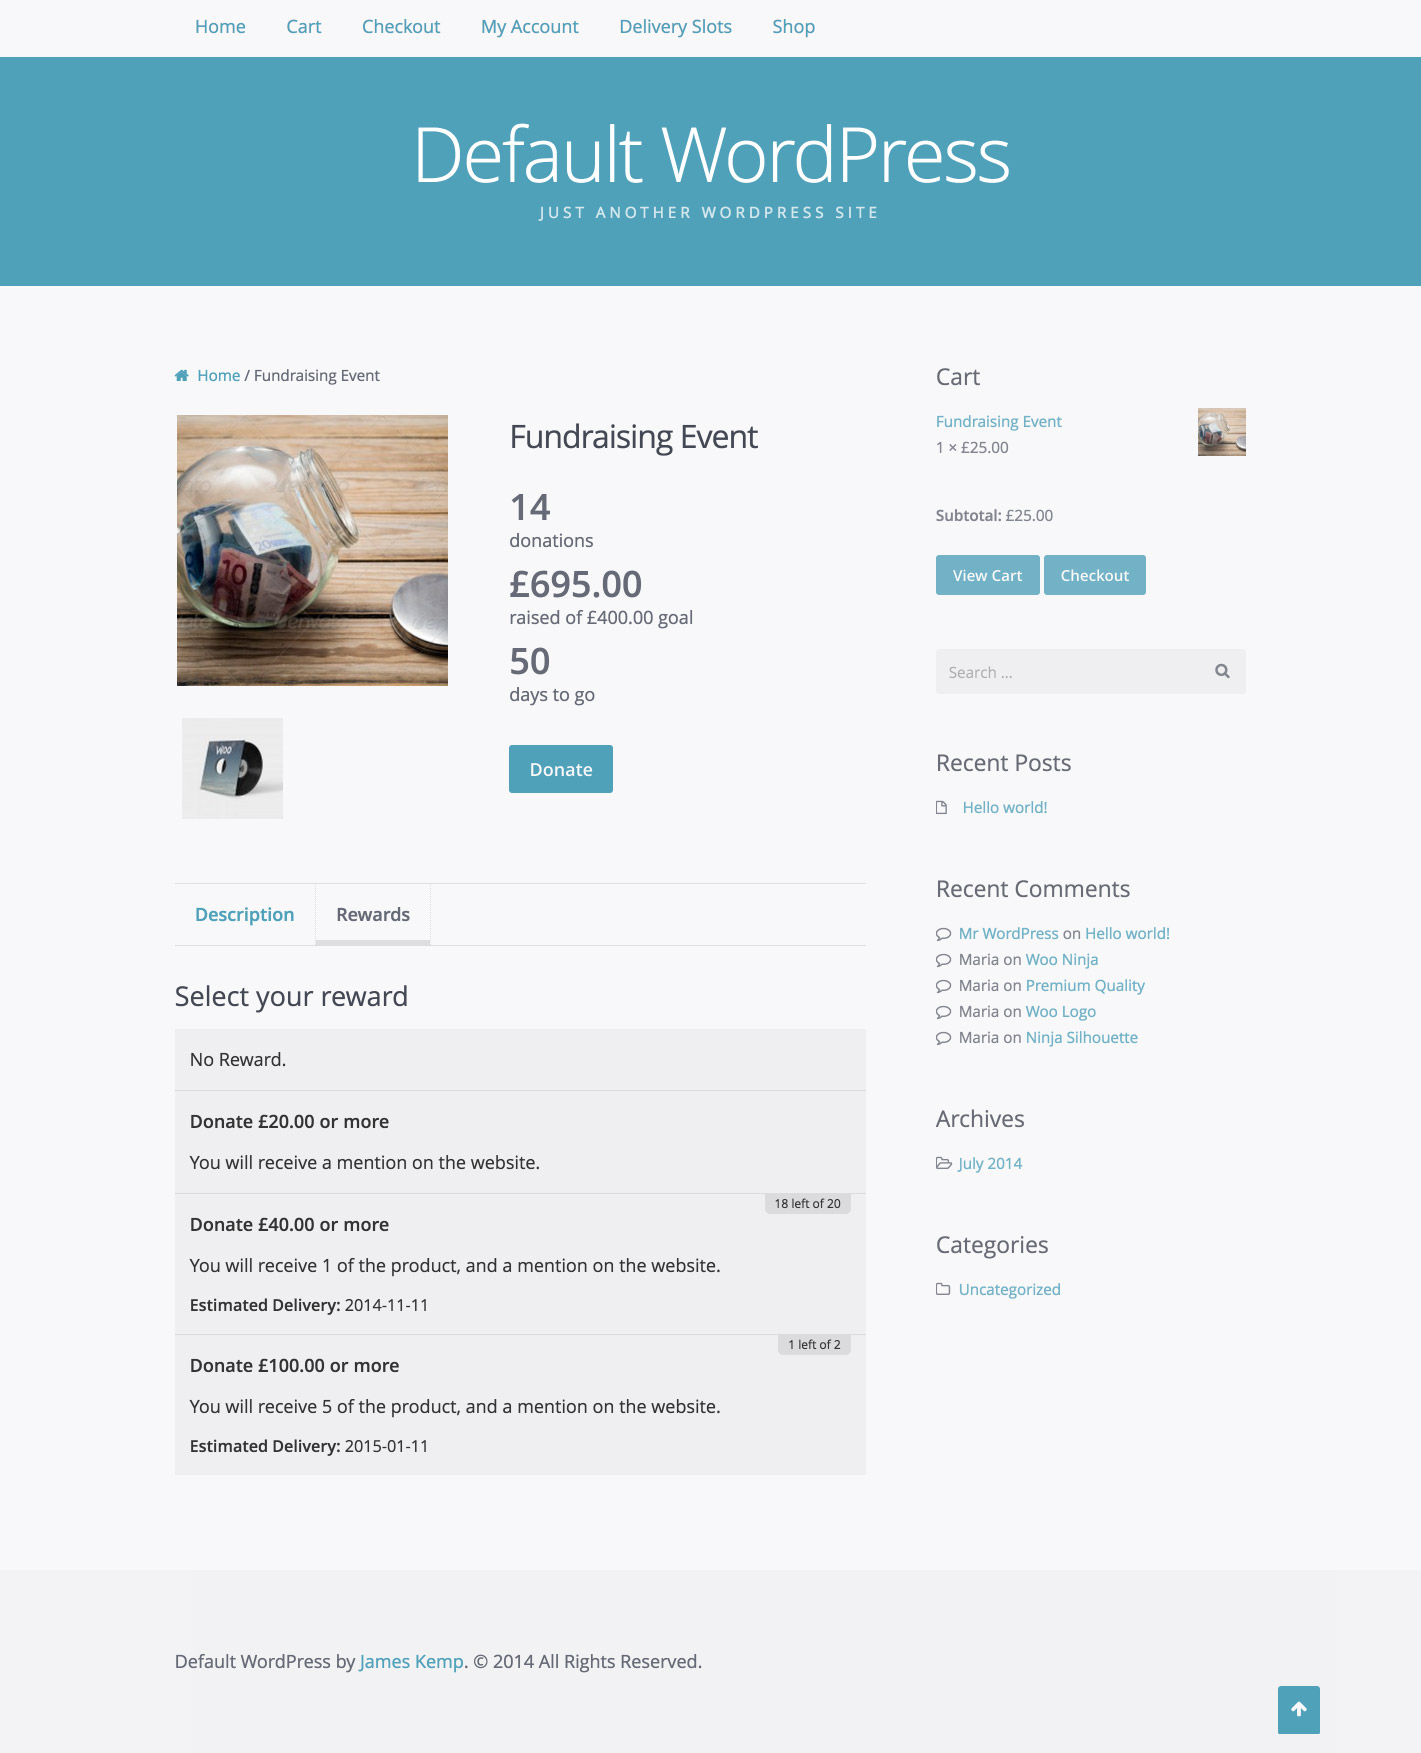 Home Cart Checkout My Account Delivery Slots Shop
Default WordPress
JUST ANOTHER WORDPRESS SITE
Home / Fundraising Event
Fundraising Event
14
donations
£695.00
raised of £400.00 goal
50
days to go
Donate
10
20
WOO
Description Rewards
Select your reward
No Reward.
Donate £20.00 or more
You will receive a mention on the website.
18 left of 20
Donate £40.00 or more
You will receive 1 of the product, and a mention on the website.
Estimated Delivery: 2014-11-11
1 left of 2
Donate £100.00 or more
You will receive 5 of the product, and a mention on the website.
Estimated Delivery: 2015-01-11
Cart
Fundraising Event
1 × £25.00
Subtotal: £25.00
View Cart Checkout
Search ...
Recent Posts
Hello world!
Recent Comments
Mr WordPress on Hello world!
Maria on Woo Ninja
Maria on Premium Quality
Maria on Woo Logo
Maria on Ninja Silhouette
Archives
July 2014
Categories
Uncategorized
Default WordPress by James Kemp. © 2014 All Rights Reserved.